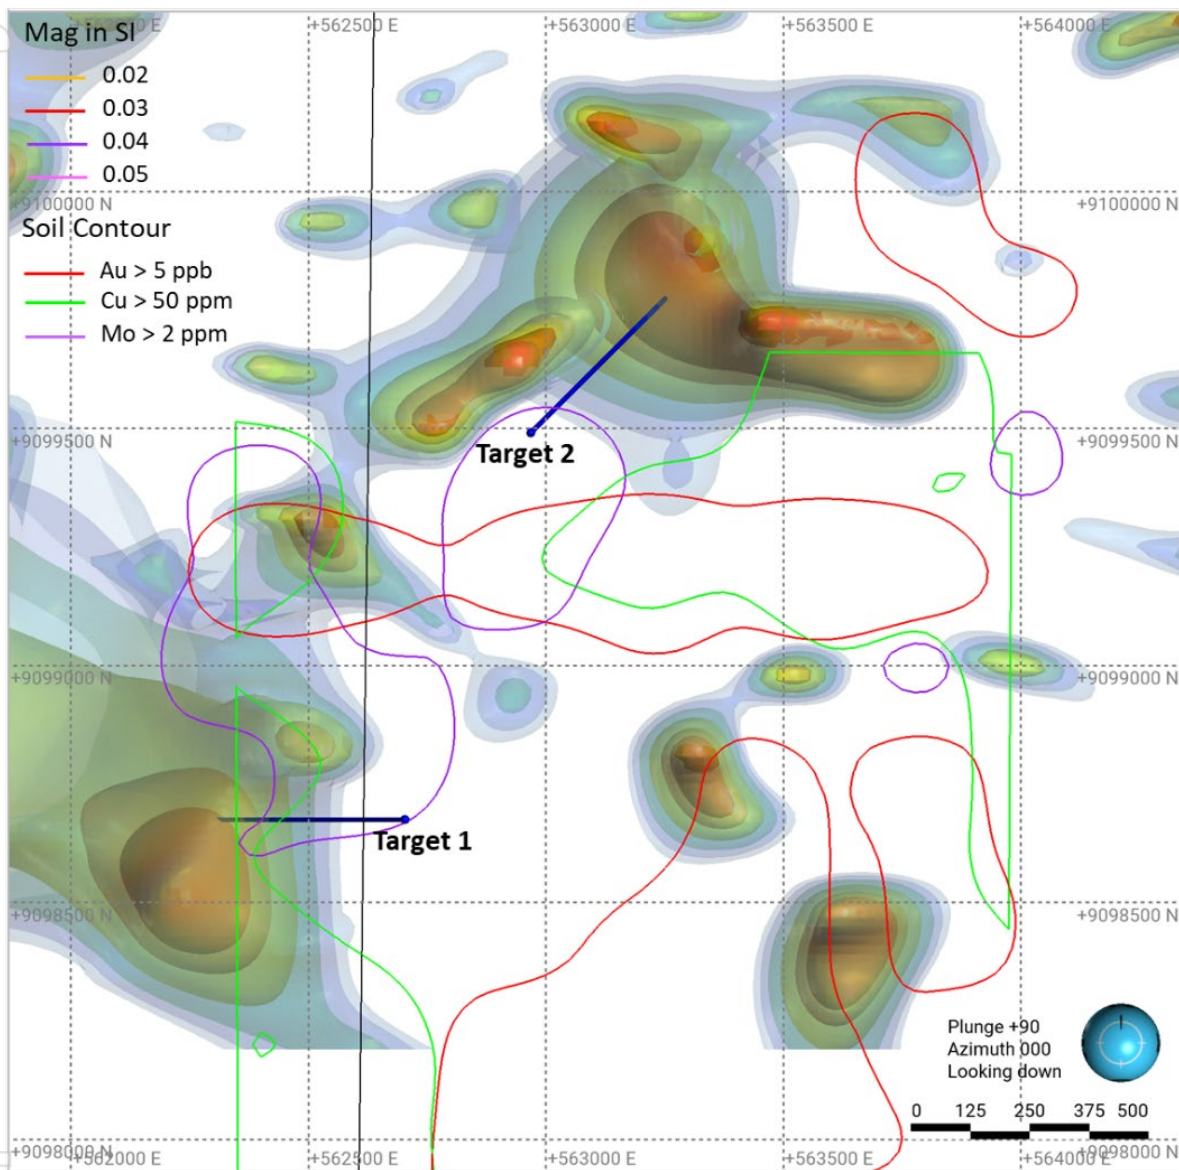 Mag in SI
0.02
0.03
0.04
0.05
Soil Contour
Au > 5 ppb
Cu > 50 ppm
Mo > 2 ppm
+562500 E
+563000 E
+563500 E
+564000 E
+9100000 N
+9100000 N
+9099500 N
+9099500 N
Target 2
+9099000 N
+9099000 N
Target 1
+9098500 N
+9098500 N
Plunge +90
Azimuth 000
Looking down
0 125 250 375 500
+9098000 N
+9098000 N
+562000 E
+562500 E
+563000 E
+563500 E
+564000 E